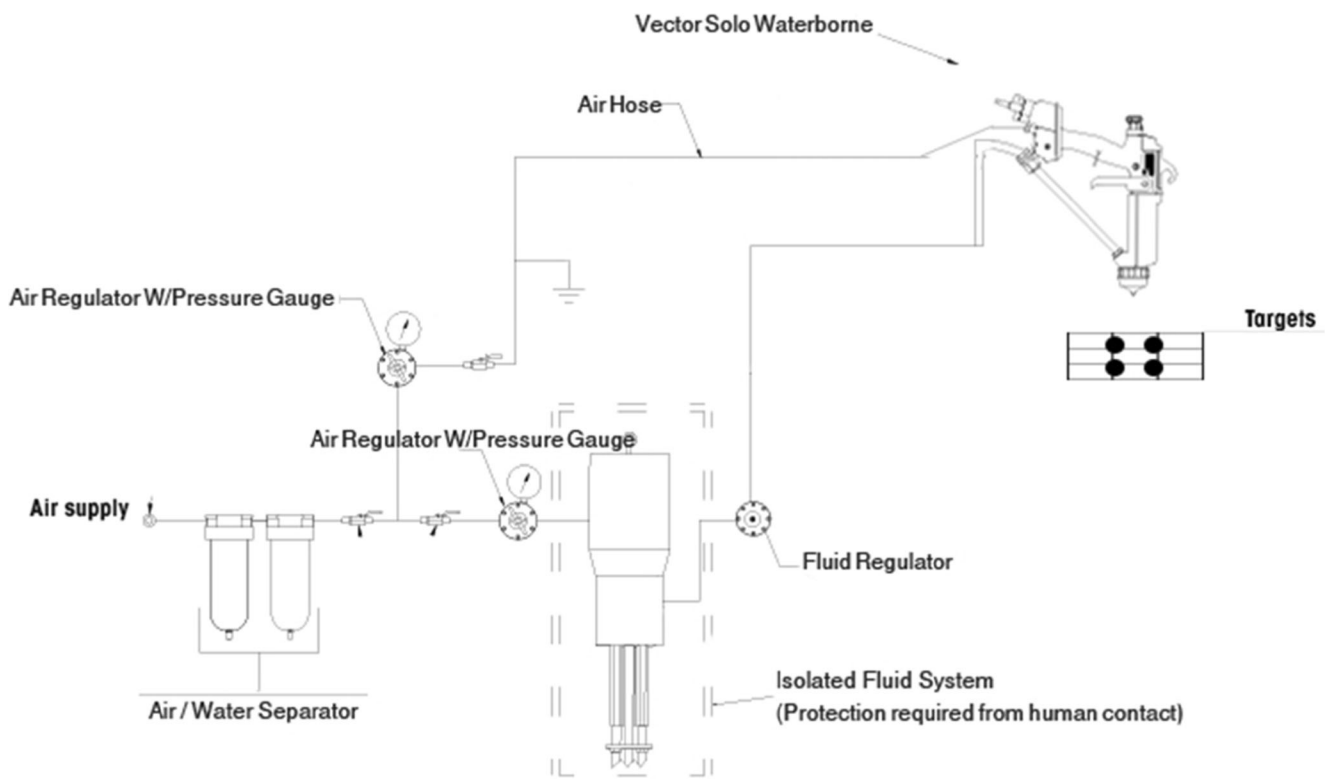 Vector Solo Waterborne
Air Hose
Air Regulator W/Pressure Gauge
Targets
Air Regulator W/Pressure Gauge
Air supply
Fluid Regulator
Isolated Fluid System
(Protection required from human contact)
Air / Water Separator